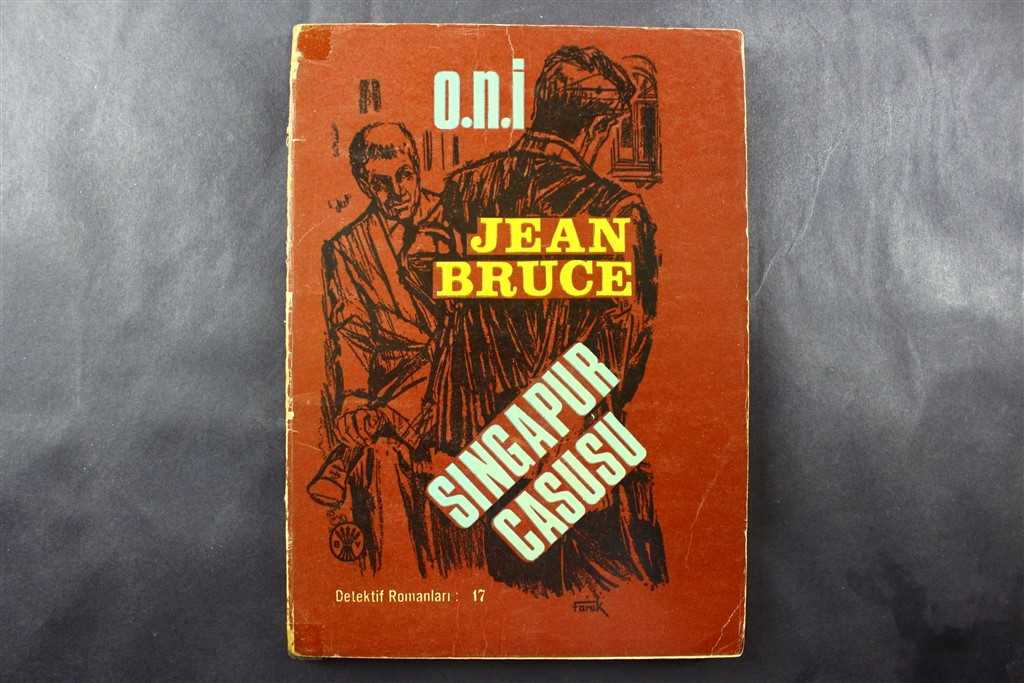 o.n.i
JEAN
BRUCE
SINGAPUR
CASUSU
Detektif Romanları : 17
Faruk